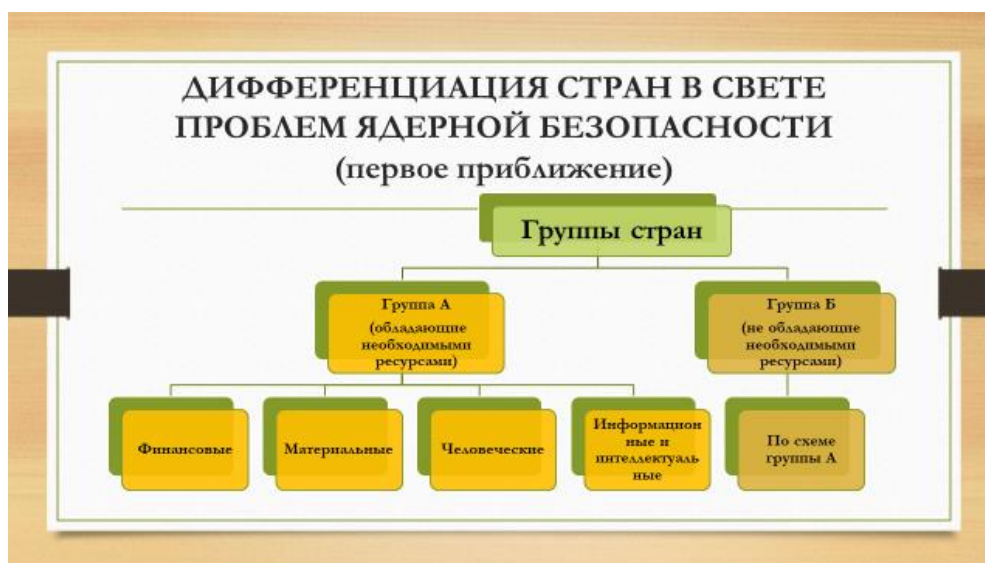 ДИФФЕРЕНЦИАЦИЯ СТРАН В СВЕТЕ
ПРОБЛЕМ ЯДЕРНОЙ БЕЗОПАСНОСТИ
(первое приближение)
Группы стран
Группа А
(обладающие
необходимыми
ресурсами)
Группа Б
(не обладающие
необходимыми
ресурсами)
Финансовые
Материальные
Человеческие
Информацион
ные и
интеллектуаль
ные
По схеме
группы А